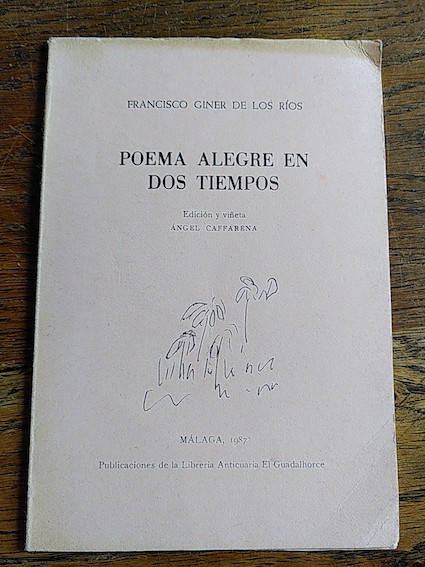 FRANCISCO GINER DE LOS RÍOS
POEMA ALEGRE EN
DOS TIEMPOS
Edición y viñeta
ÁNGEL CAFFARENA
MÁLAGA, 1987
Publicaciones de la Librería Anticuaria El Guadalhorce